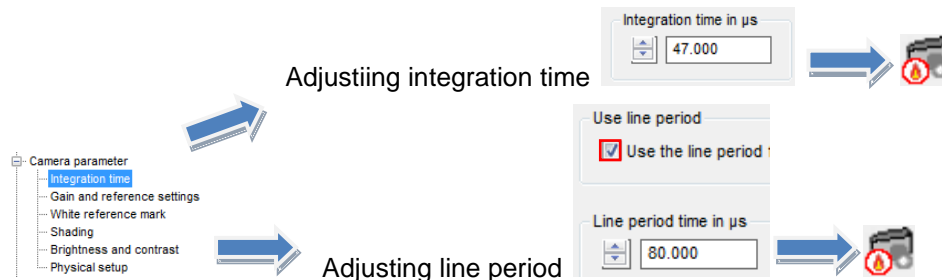 Integration time in µs
47.000
Adjustiing integration time
Use line period
Use the line period
Camera parameter
Integration time
Gain and reference settings
White reference mark
Shading
Brightness and contrast
Physical setup
Line period time in µs
80.000
Adjusting line period